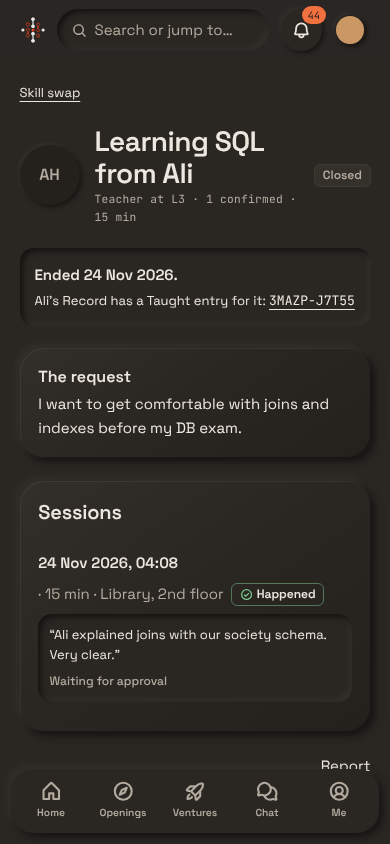 Search or jump to...
44
Skill swap
AH
Learning SQL
from Ali
Teacher at L3 · 1 confirmed ·
15 min
Closed
Ended 24 Nov 2026.
Ali's Record has a Taught entry for it: 3MAZP-J7T55
The request
I want to get comfortable with joins and
indexes before my DB exam.
Sessions
24 Nov 2026, 04:08
· 15 min · Library, 2nd floor Happened
“Ali explained joins with our society schema.
Very clear.”
Waiting for approval
Report
Home Openings Ventures Chat Me